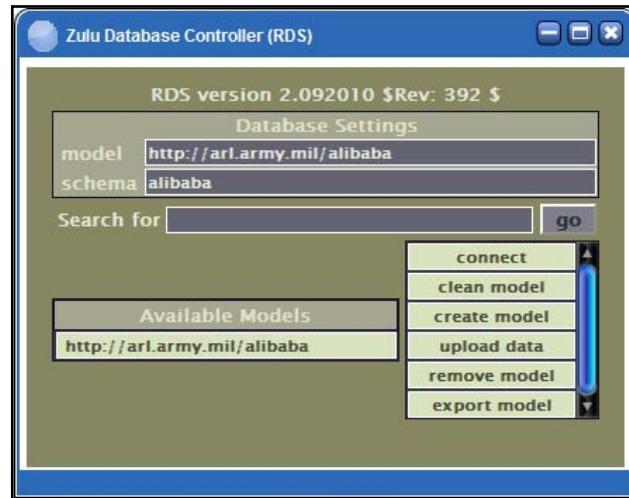 Zulu Database Controller (RDS)
RDS version 2.092010 $Rev: 392 $
Database Settings
model http://arl.army.mil/alibaba
schema alibaba
Search for go
connect
clean model
Available Models create model
http://arl.army.mil/alibaba upload data
remove model
export model